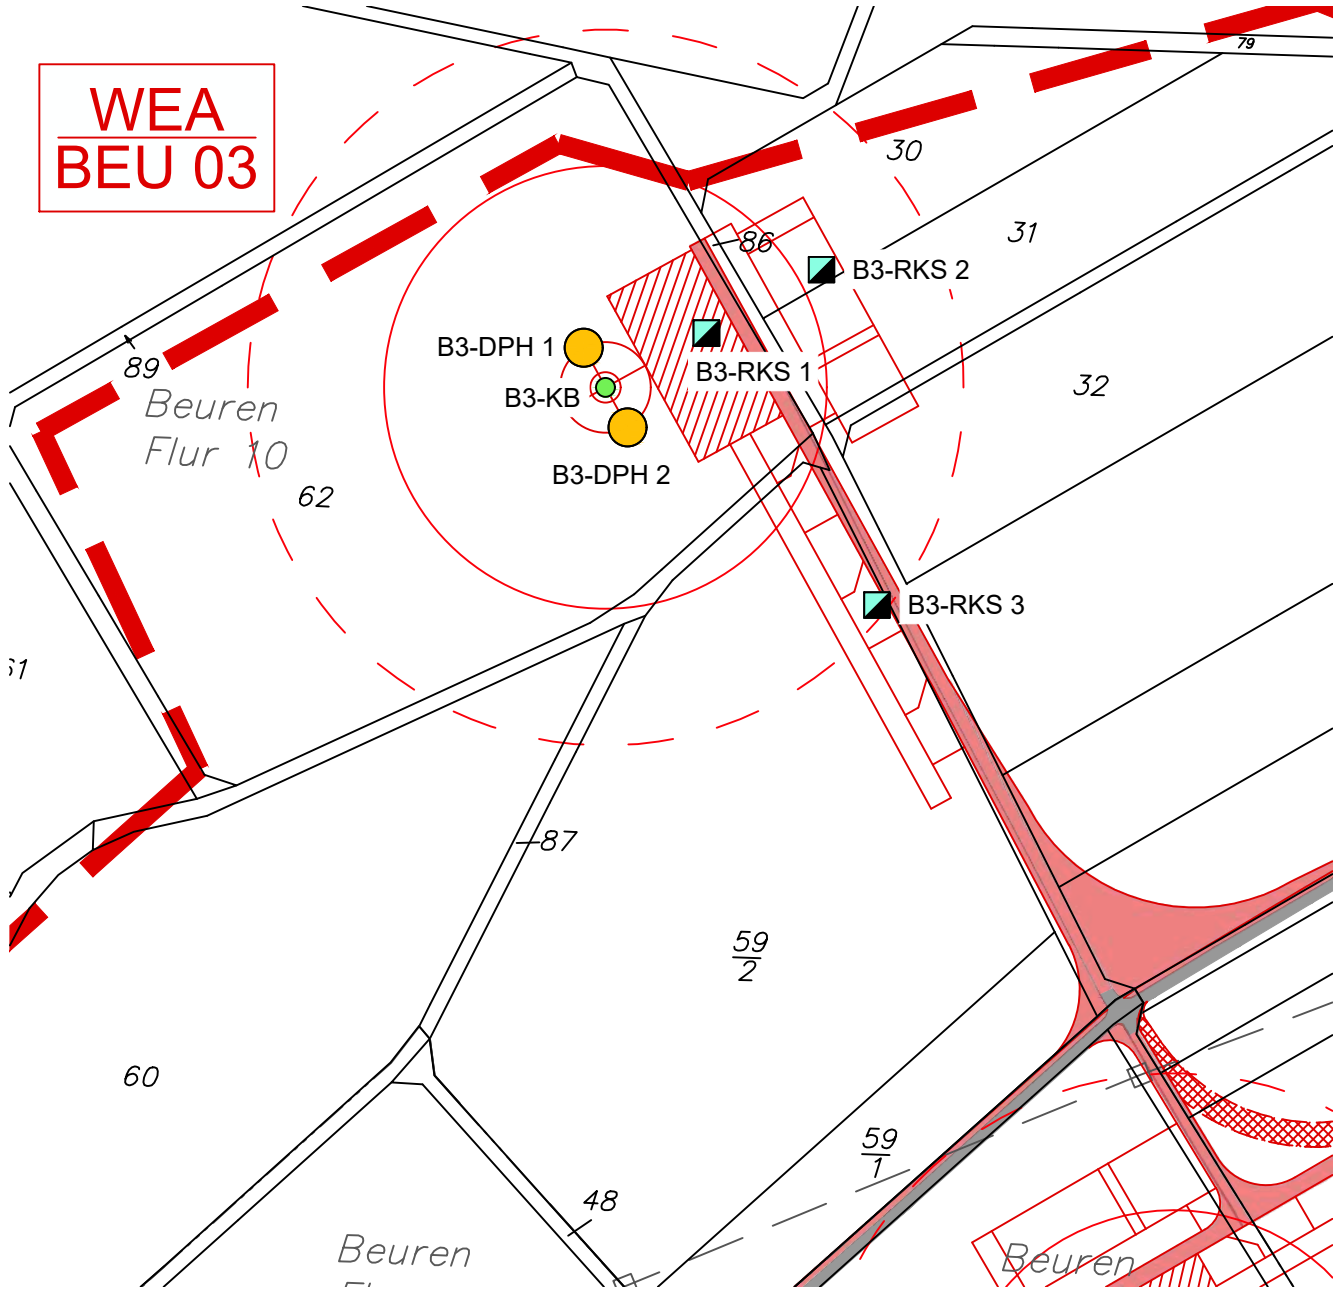 79
WEA
BEU 03
30
31
86
B3-RKS 2
B3-DPH 1
89
B3-RKS 1
32
B3-KB
Beuren
Flur 10
B3-DPH 2
62
B3-RKS 3
87
59
2
60
59
1
48
Beuren
Beuren